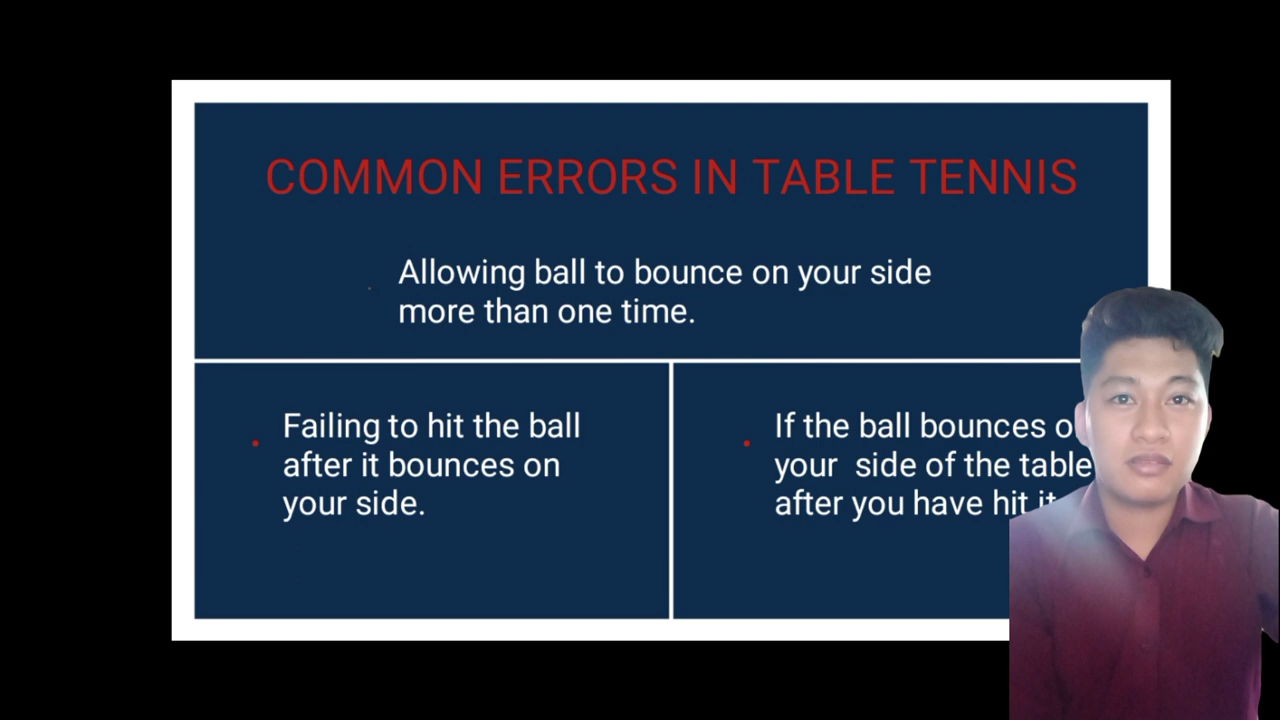 COMMON ERRORS IN TABLE TENNIS
Allowing ball to bounce on your side
more than one time.
Failing to hit the ball
after it bounces on
your side.
If the ball bounces
your side of the table
after you have hit it